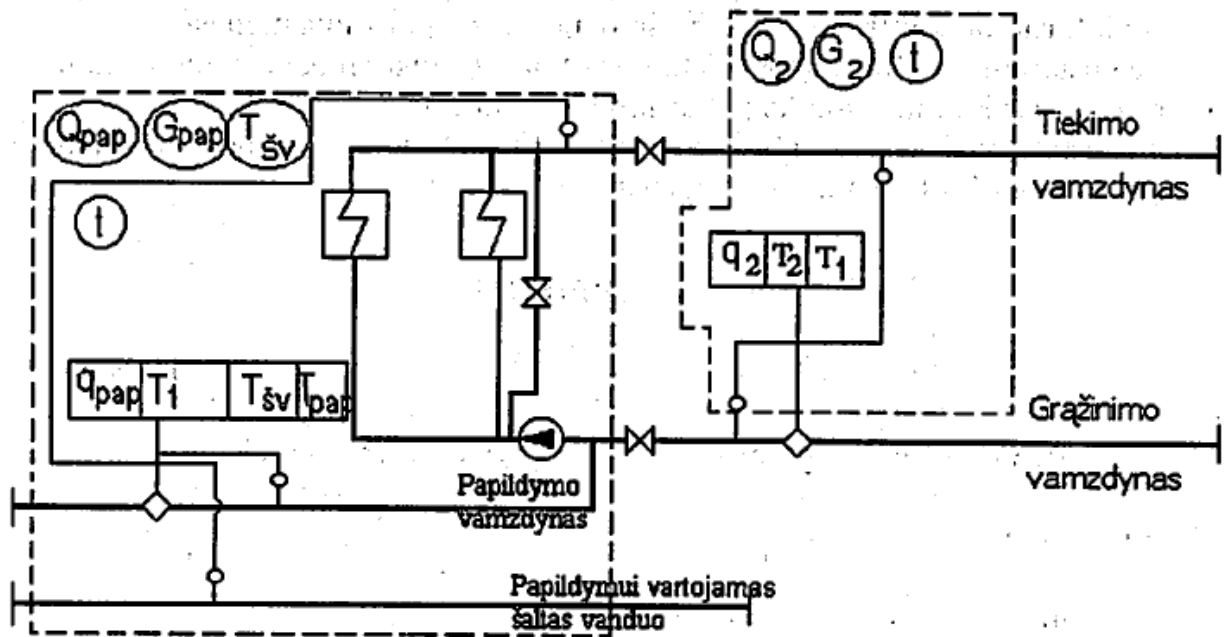 Q2 G2 t
Qpap Gpap Tšv
Tiekimo
vamzdynas
t
q2 T2 T1
qpap T1 Tšv Tpap
Grąžinimo
vamzdynas
Papildymo
vamzdynas
Papildymui vartojamas
šalias vanduo